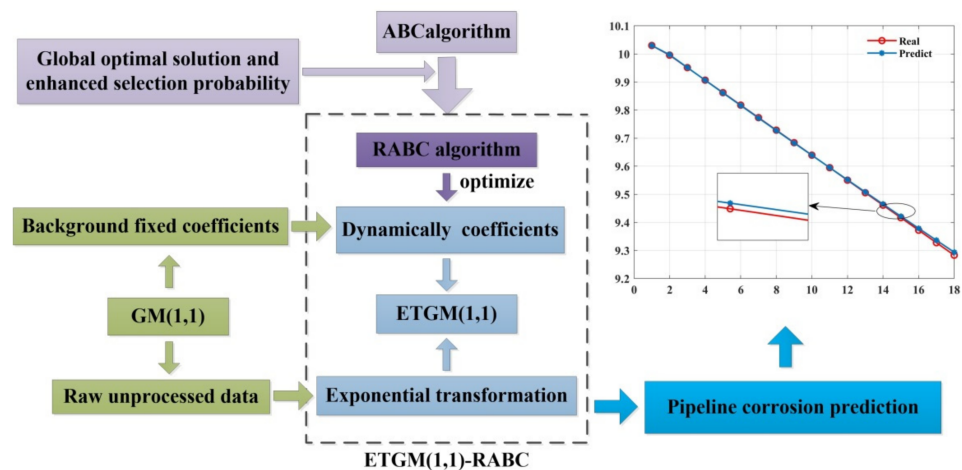 ABCalgorithm
Global optimal solution and
enhanced selection probability
RABC algorithm
optimize
Background fixed coefficients
Dynamically coefficients
GM(1,1)
ETGM(1,1)
Raw unprocessed data
Exponential transformation
Pipeline corrosion prediction
ETGM(1,1)-RABC
10.1
10
9.9
9.8
9.7
9.6
9.5
9.4
9.3
9.2
0 2 4 6 8 10 12 14 16 18
Real
Predict